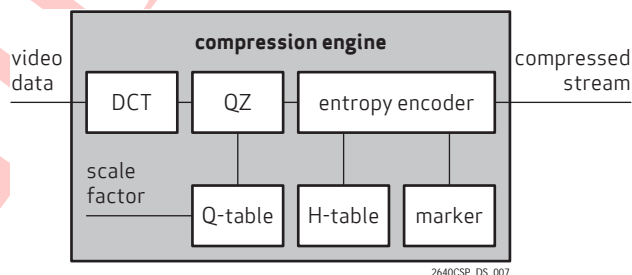 compression engine
video
data
compressed
stream
DCT
QZ
entropy encoder
scale
factor
Q-table
H-table
marker
2640CSP_DS_007